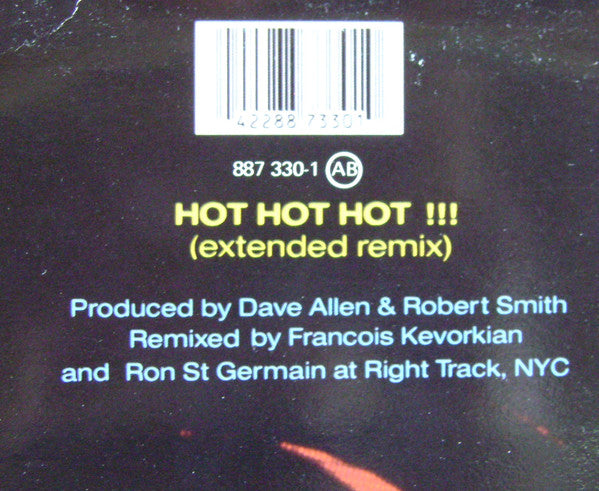 42288 73301
887 330-1 AB
HOT HOT HOT !!!
(extended remix)
Produced by Dave Allen & Robert Smith
Remixed by Francois Kevorkian
and Ron St Germain at Right Track, NYC